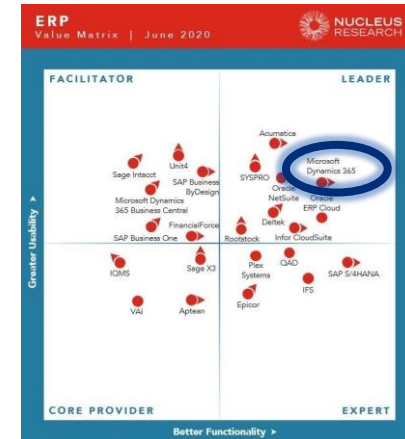 ERP
Value Matrix | June 2020
NUCLEUS
RESEARCH
FACILITATOR
LEADER
Acumatica
Microsoft
Dynamics 365
Unit4
Sage Intacct
SAP Business
ByDesign
SYSPRO
Oracle
NetSuite
Oracle
ERP Cloud
Microsoft Dynamics
365 Business Central
Deltek
FinancialForce
SAP Business One
Rootstock
Infor CloudSuite
IQMS
Sage X3
Plex
Systems
QAD
SAP S/4HANA
IFS
VAI
Aptean
Epicor
CORE PROVIDER
EXPERT
Greater Usability >
Better Functionality >